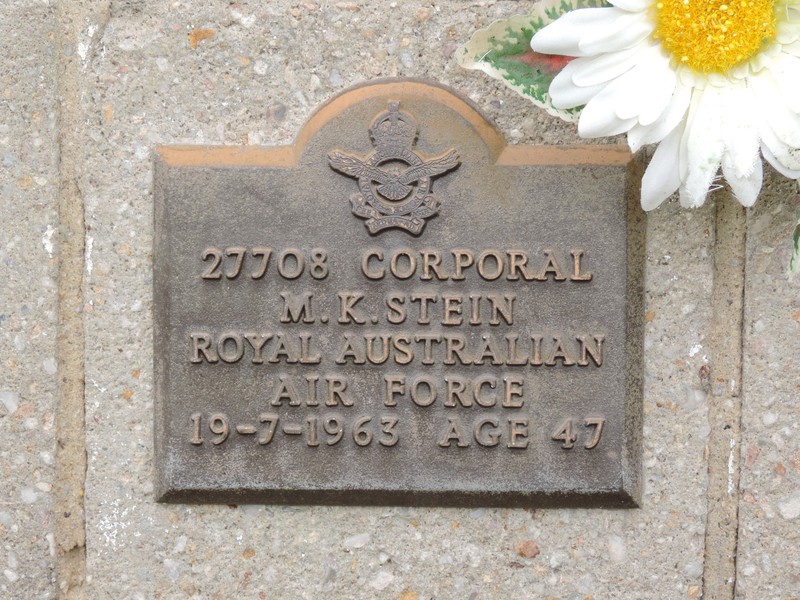 27708 CORPORAL
M.K.STEIN
ROYAL AUSTRALIAN
AIR FORCE
19-7-1963 AGE 47